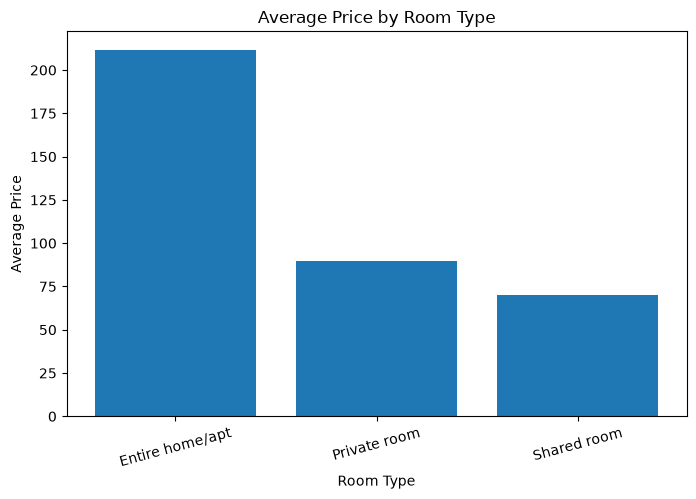 Average Price by Room Type
Average Price
200
175
150
125
100
75
50
25
0
Entire home/apt
Private room
Shared room
Room Type